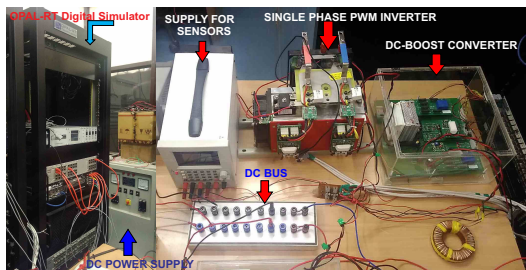 OPAL-RT Digital Simulator
SUPPLY FOR
SENSORS
SINGLE PHASE PWM INVERTER
DC-BOOST CONVERTER
DC BUS
DC POWER SUPPLY